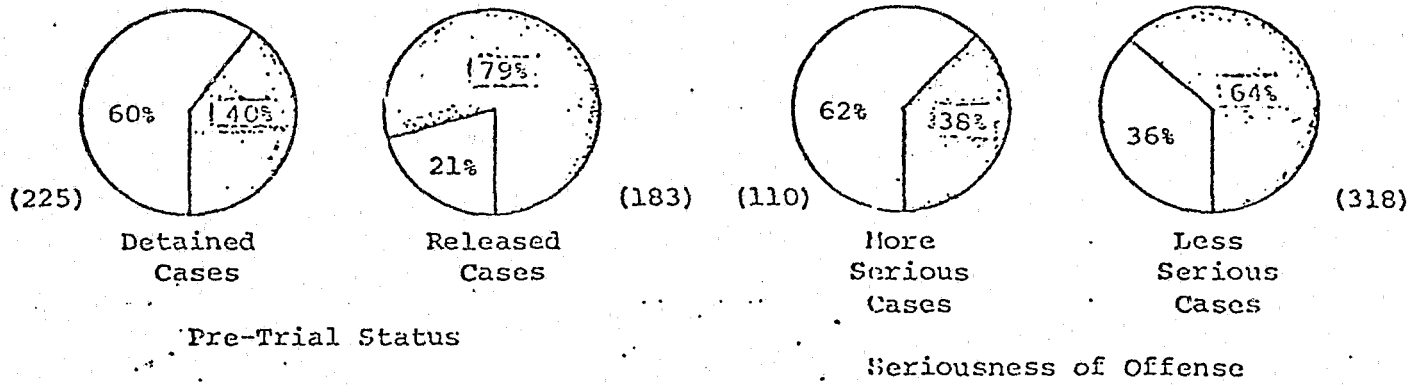 60%
40%
79%
21%
62%
38%
36%
64%
(225)
(183)
(110)
(318)
Detained
Cases
Released
Cases
More
Serious
Cases
Less
Serious
Cases
Pre-Trial Status
Seriousness of Offense